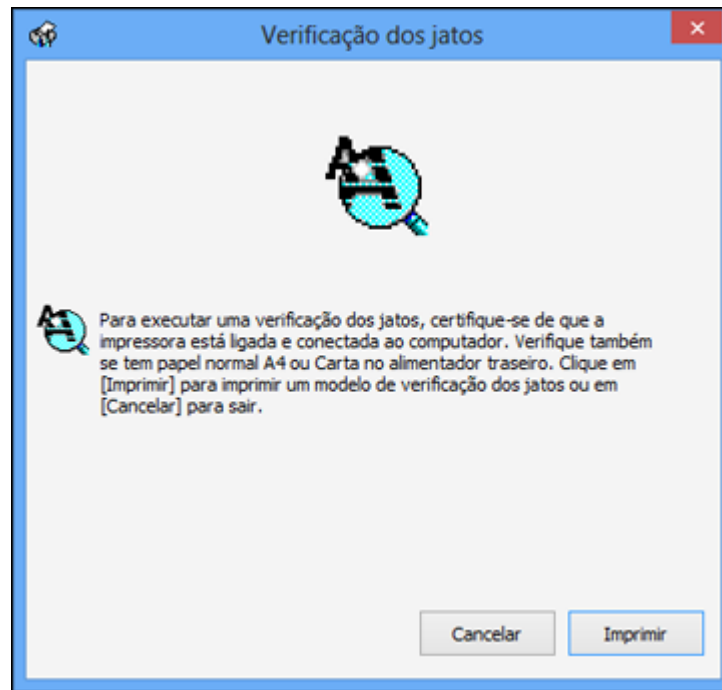 Verificação dos jatos
Para executar uma verificação dos jatos, certifique-se de que a
impressora está ligada e conectada ao computador. Verifique também
se tem papel normal A4 ou Carta no alimentador traseiro. Clique em
[Imprimir] para imprimir um modelo de verificação dos jatos ou em
[Cancelar] para sair.
Cancelar
Imprimir